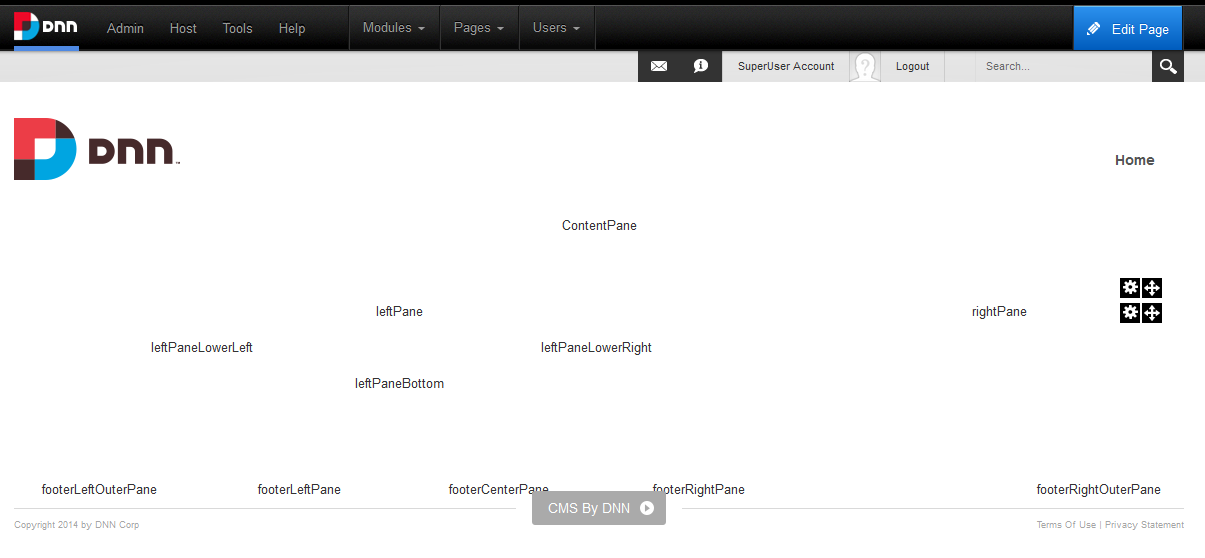 DNN Admin Host Tools Help Modules Pages Users Edit Page
SuperUser Account ? Logout Search...
DNN™
Home
ContentPane
leftPane rightPane
leftPaneLowerLeft leftPaneLowerRight
leftPaneBottom
footerLeftOuterPane footerLeftPane footerCenterPane footerRightPane footerRightOuterPane
CMS By DNN
Copyright 2014 by DNN Corp Terms Of Use | Privacy Statement